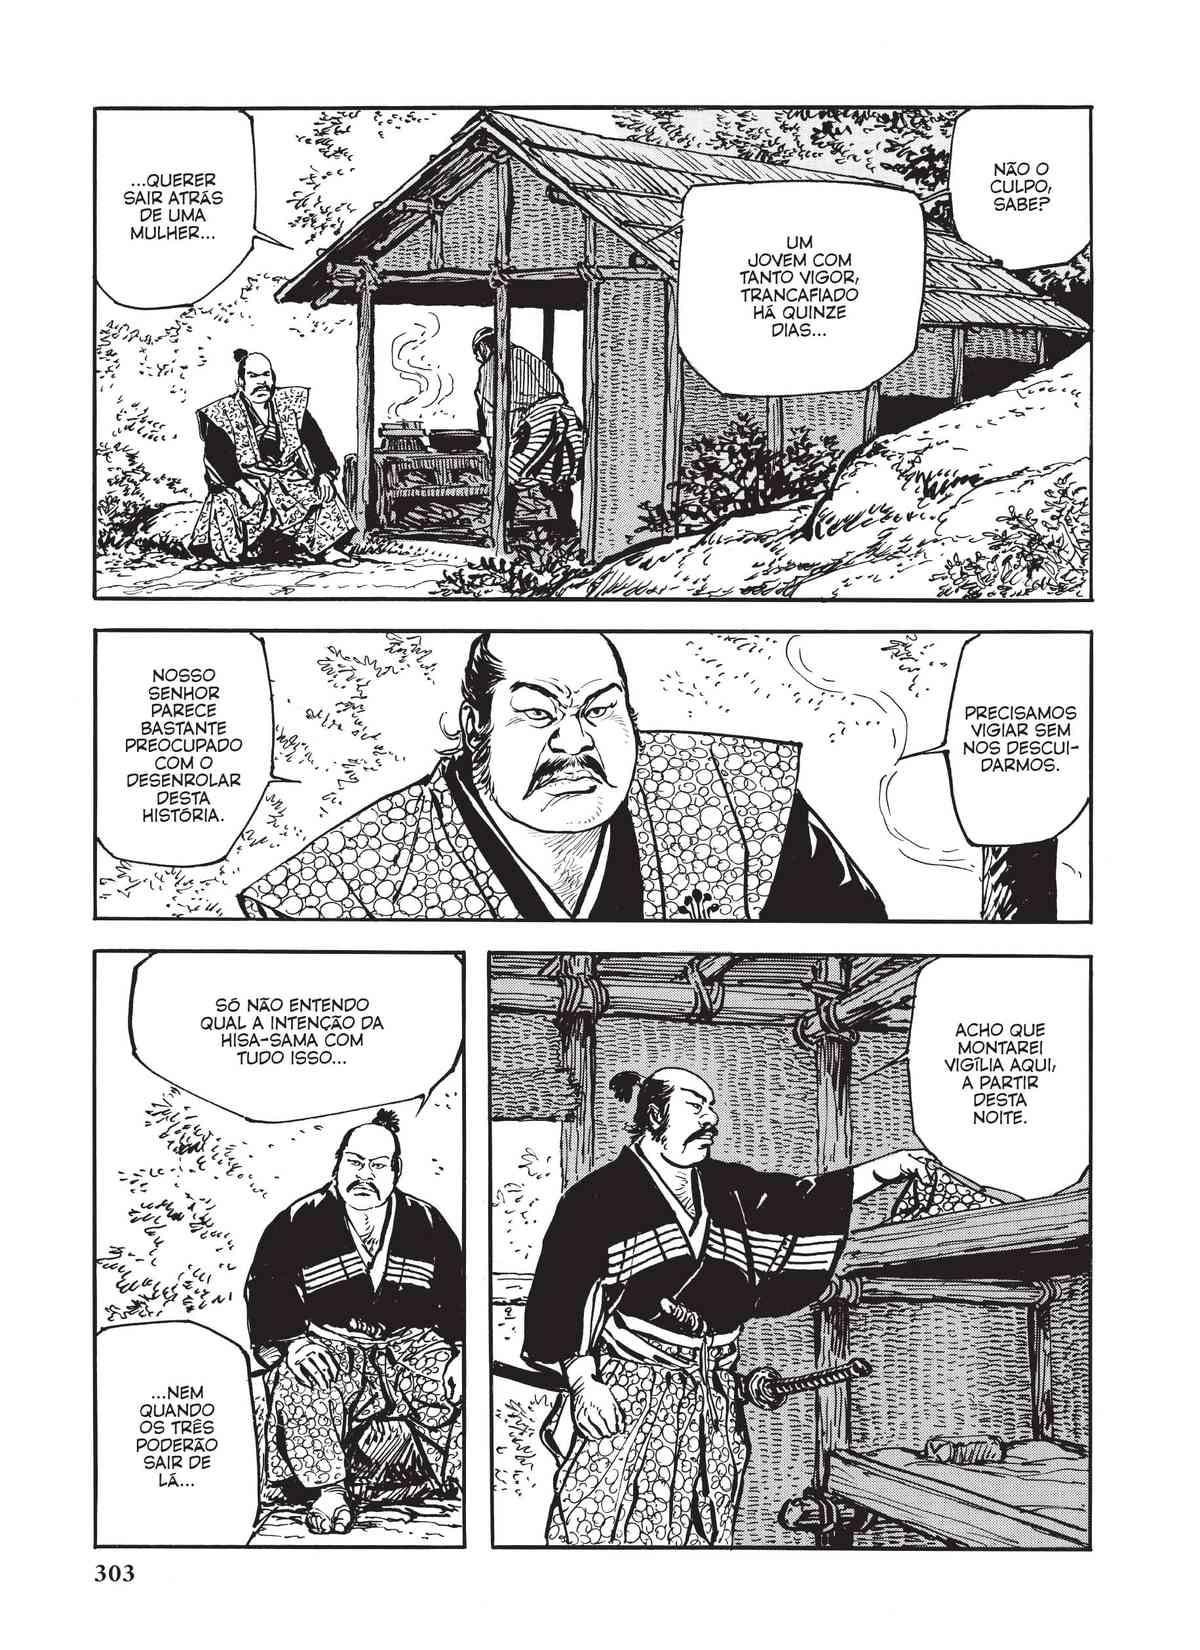 NÃO O
CULPO,
SABE?
UM
JOVEM COM
TANTO VIGOR,
TRANCAFIADO
HÁ QUINZE
DIAS...
...QUERER
SAIR ATRÁS
DE UMA
MULHER...
PRECISAMOS
VIGIAR SEM
NOS DESCUI-
DARMOS.
NOSSO
SENHOR
PARECE
BASTANTE
PREOCUPADO
COM O
DESENROLAR
DESTA
HISTÓRIA.
ACHO QUE
MONTAREI
VIGÍLIA AQUI,
A PARTIR
DESTA
NOITE.
SÓ NÃO ENTENDO
QUAL A INTENÇÃO DA
HISA-SAMA COM
TUDO ISSO...
...NEM
QUANDO
OS TRÊS
PODERÃO
SAIR DE
LÁ...
303